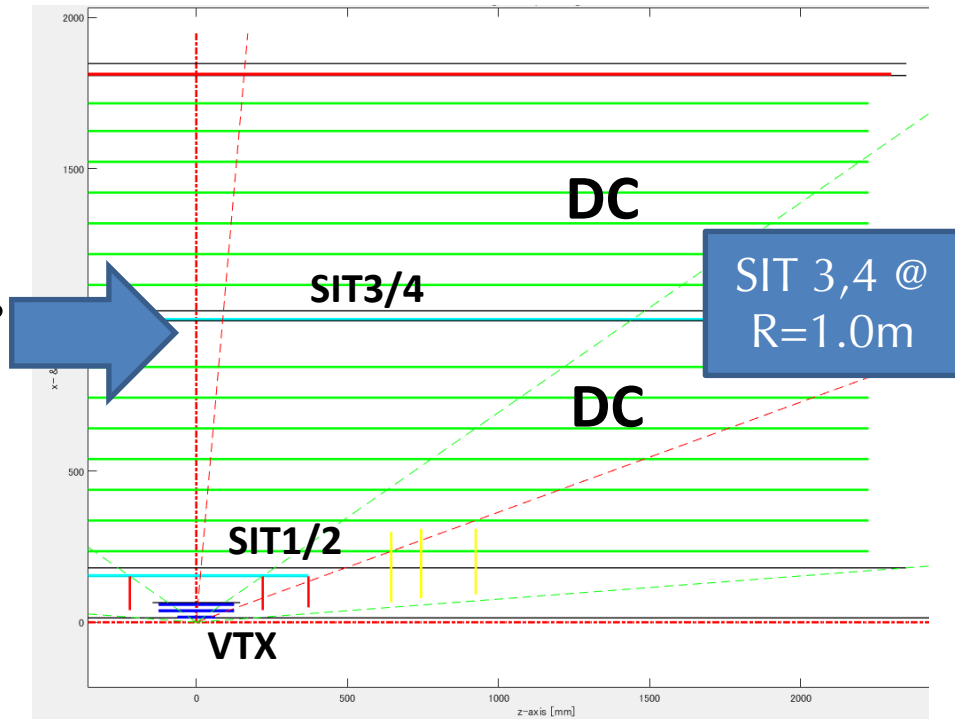 2000
1500
DC
SIT3/4
SIT 3,4 @
R=1.0m
x- &
DC
500
SIT1/2
0
VTX
0
500
1000
1500
2000
z-axis [mm]